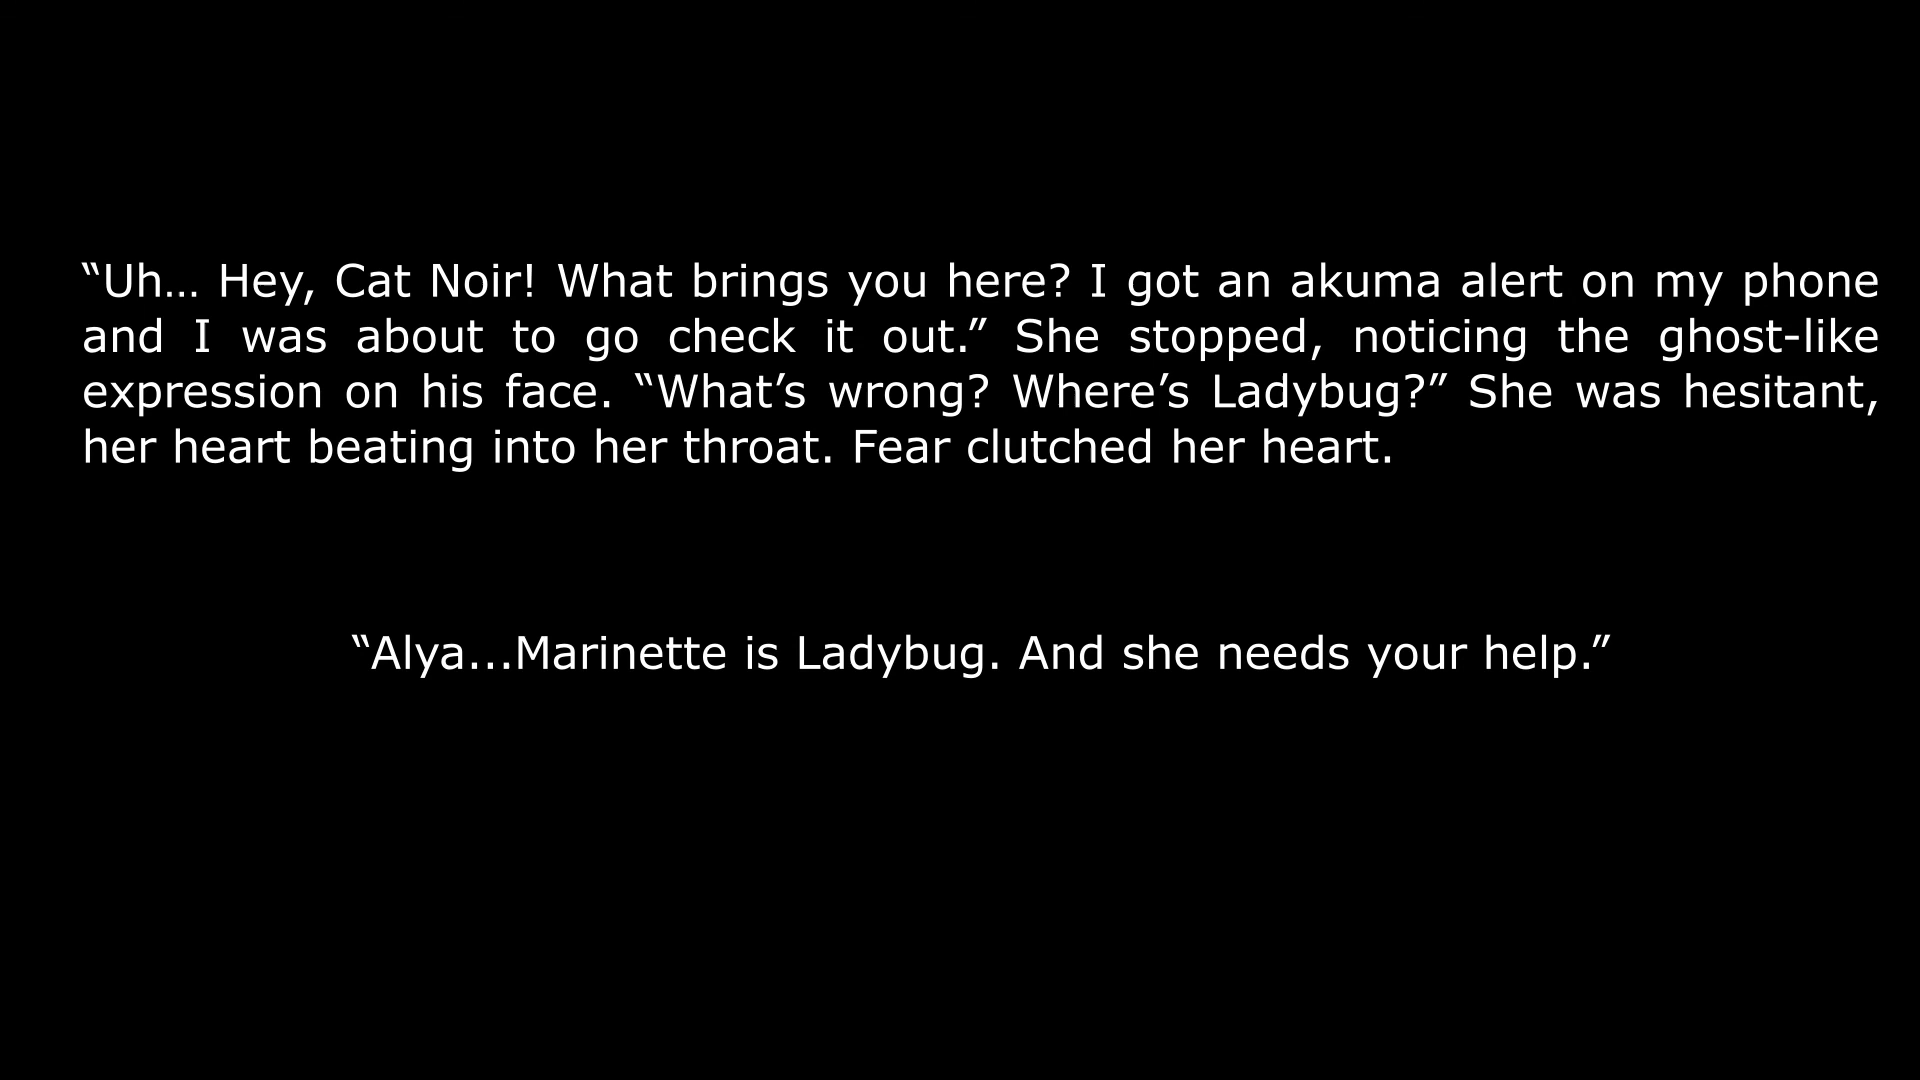 “Uh… Hey, Cat Noir! What brings you here? I got an akuma alert on my phone
and I was about to go check it out.” She stopped, noticing the ghost-like
expression on his face. “What’s wrong? Where’s Ladybug?” She was hesitant,
her heart beating into her throat. Fear clutched her heart.
“Alya...Marinette is Ladybug. And she needs your help.”